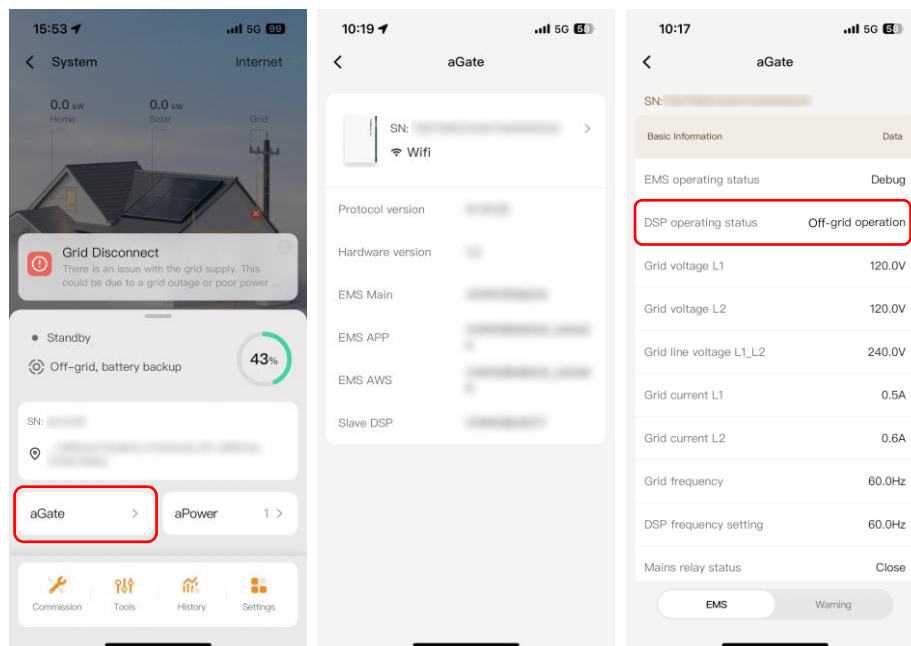 15:53
5G 99
System
Internet
0.0 kW
Home
0.0 kW
Solar
Grid
Grid Disconnect
There is an issue with the grid supply. This
could be due to a grid outage or poor power ...
Standby
Off-grid, battery backup
43%
SN:
aGate
aPower 1
Commission
Tools
History
Settings
10:19
5G
aGate
SN:
Wifi
Protocol version
Hardware version
EMS Main
EMS APP
EMS AWS
Slave DSP
10:17
5G
aGate
SN:
Basic Information Data
EMS operating status Debug
DSP operating status Off-grid operation
Grid voltage L1 120.0V
Grid voltage L2 120.0V
Grid line voltage L1_L2 240.0V
Grid current L1 0.5A
Grid current L2 0.6A
Grid frequency 60.0Hz
DSP frequency setting 60.0Hz
Mains relay status Close
EMS
Warning